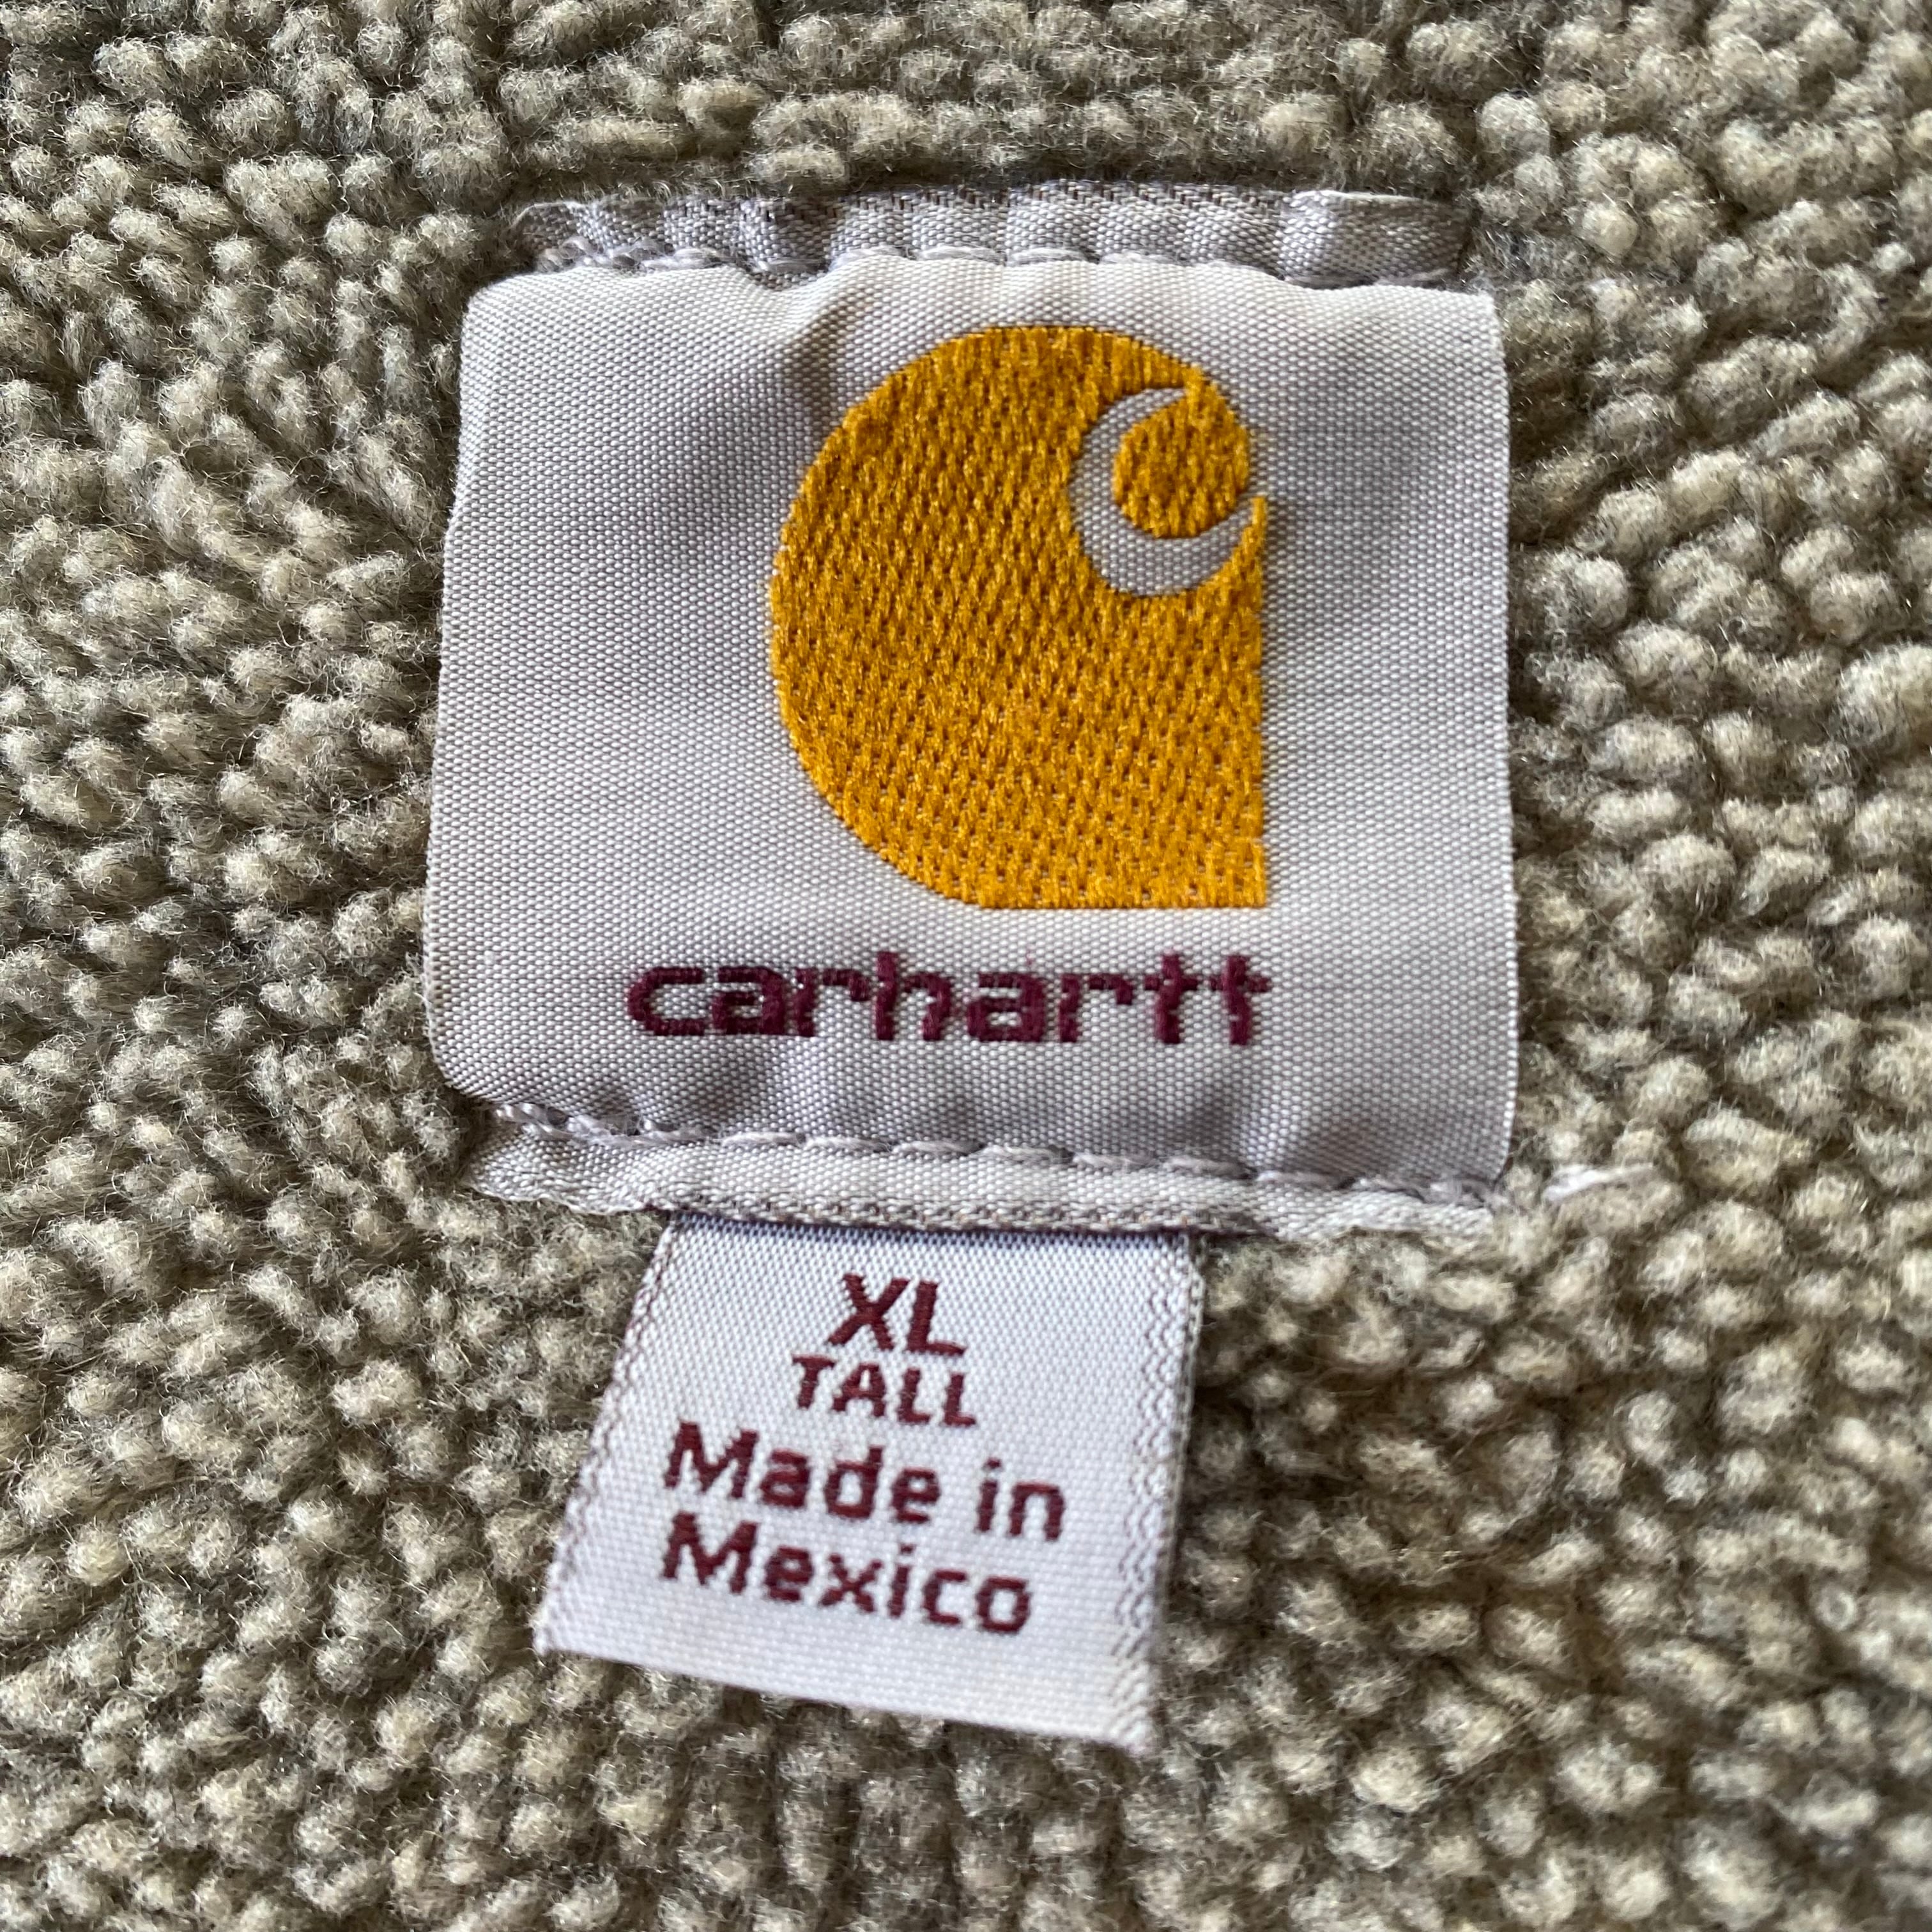 carhartt
XL
TALL
Made in
Mexico